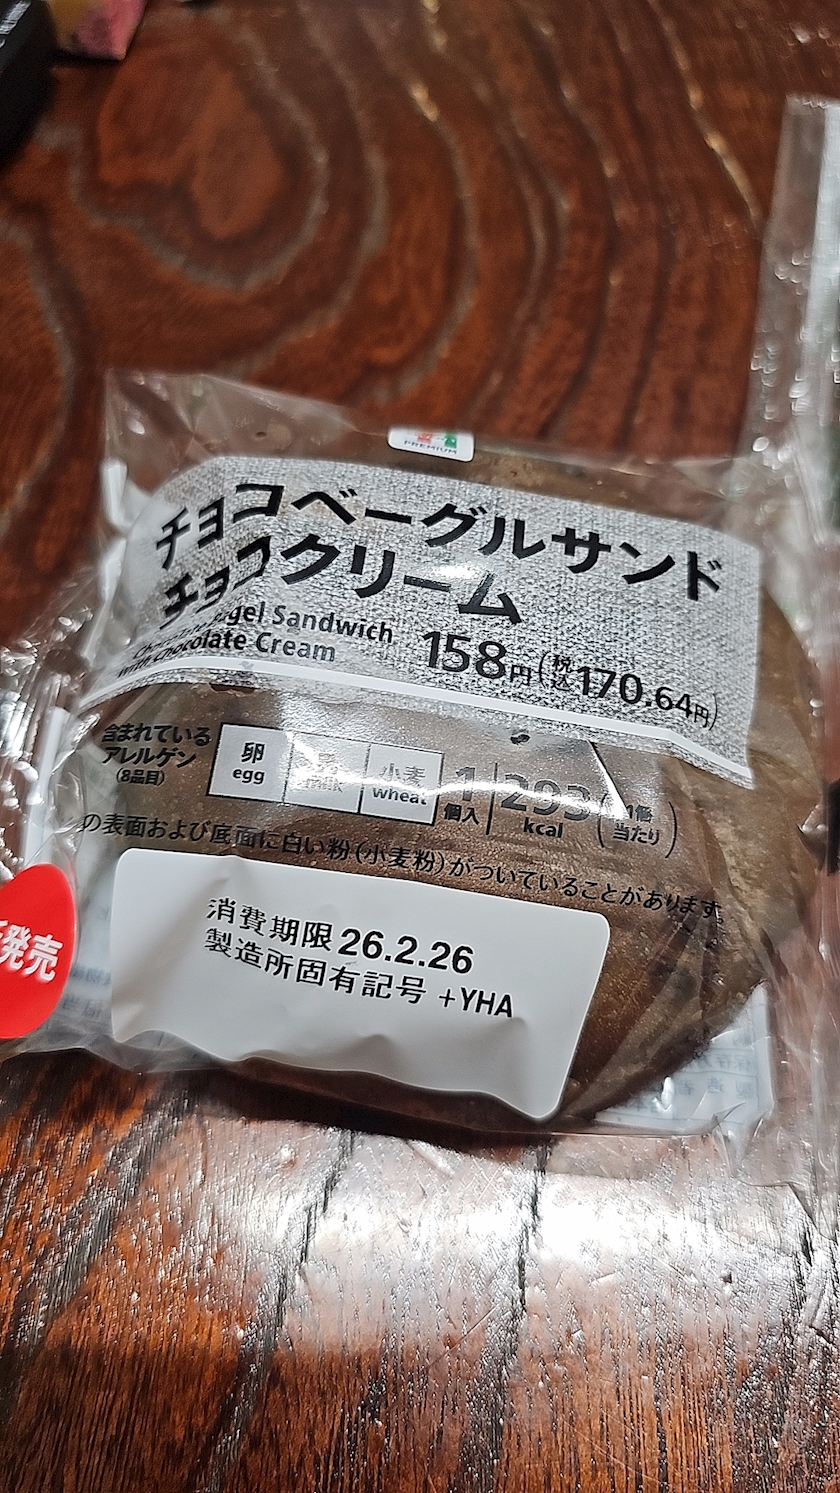 PREMIUM
チョコベーグルサンド
チョコクリーム
Bagel Sandwich
with Chocolate Cream
158円(税込170.64円)
含まれている
アレルゲン
(8品目)
卵
egg
乳
milk
小麦
wheat
1
個入
293
kcal
(1個
当たり)
の表面および底面に白い粉(小麦粉)がついていることがあります
発売
消費期限 26.2.26
製造所固有記号 +YHA